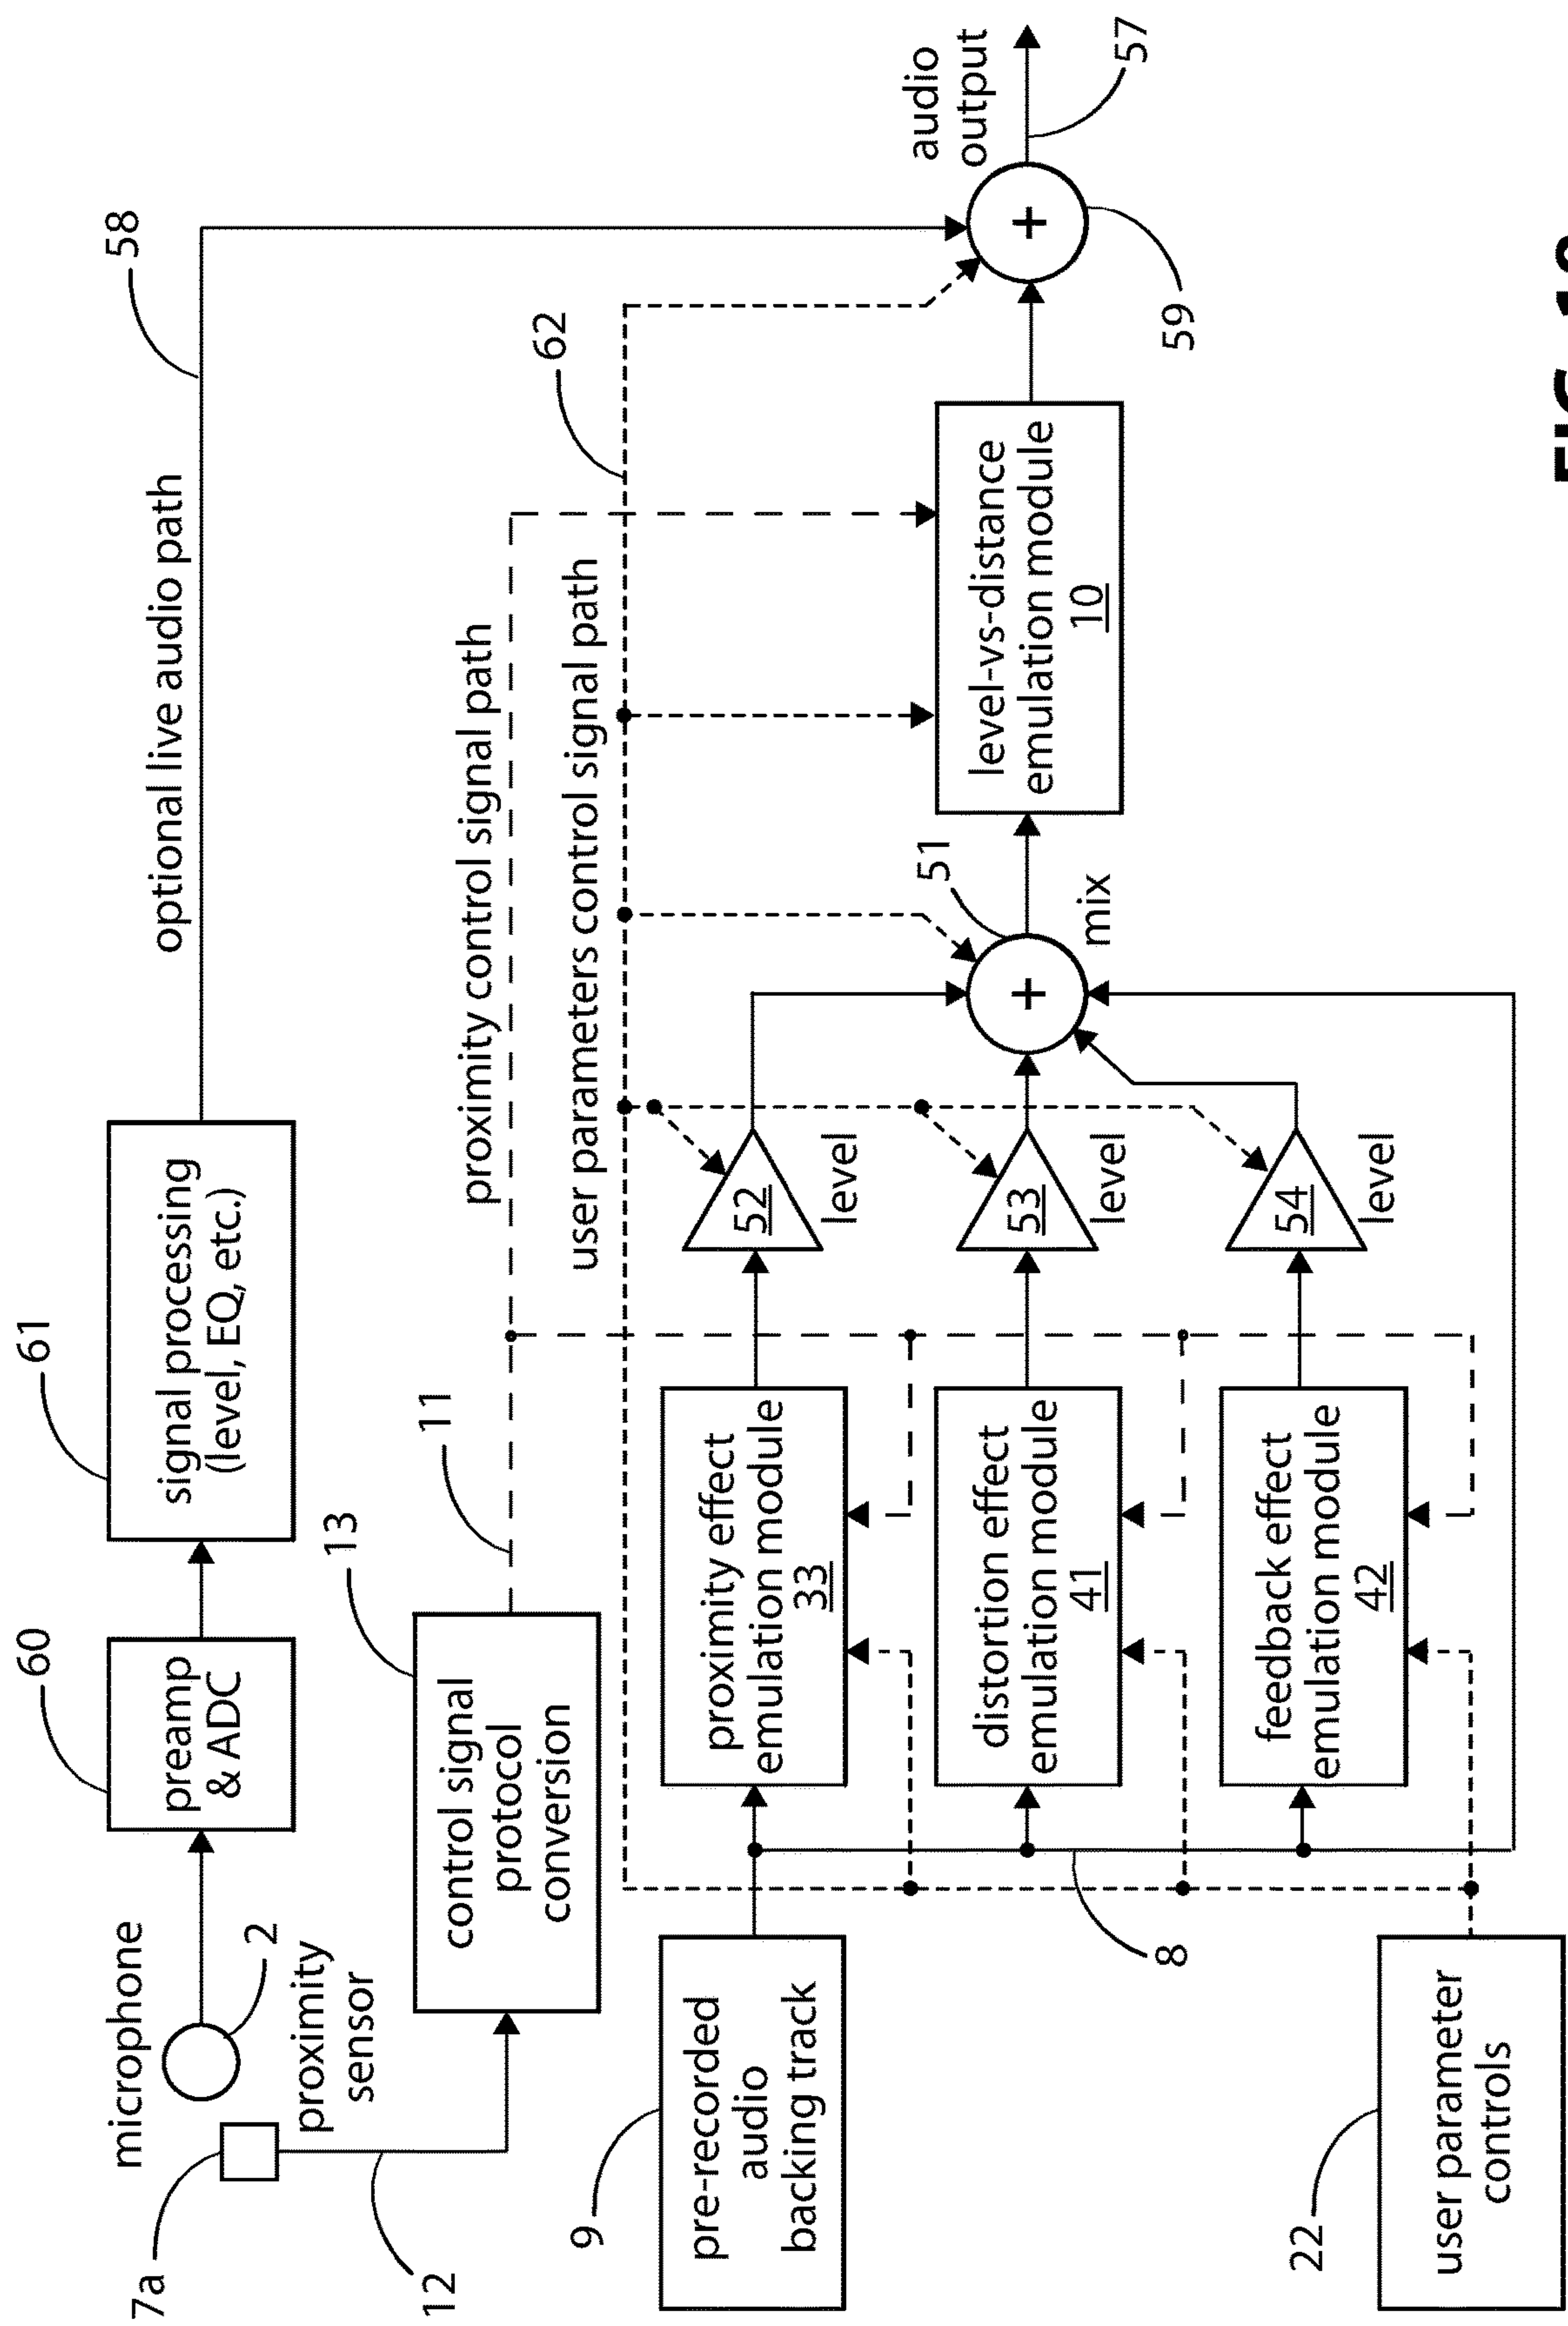 microphone
2
60
preamp
& ADC
61
signal processing
(level, EQ, etc.)
optional live audio path
58
7a
proximity
sensor
12
13
control signal
protocol
conversion
11
proximity control signal path
user parameters control signal path
62
9
pre-recorded
audio
backing track
8
proximity effect
emulation module
33
52
level
distortion effect
emulation module
41
53
level
feedback effect
emulation module
42
54
level
51
mix
+
level-vs-distance
emulation module
10
+
59
audio
output
57
22
user parameter
controls